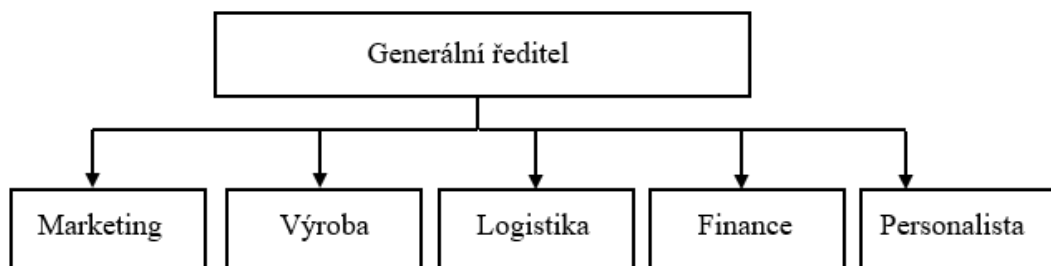 Generální ředitel
Marketing
Výroba
Logistika
Finance
Personalista